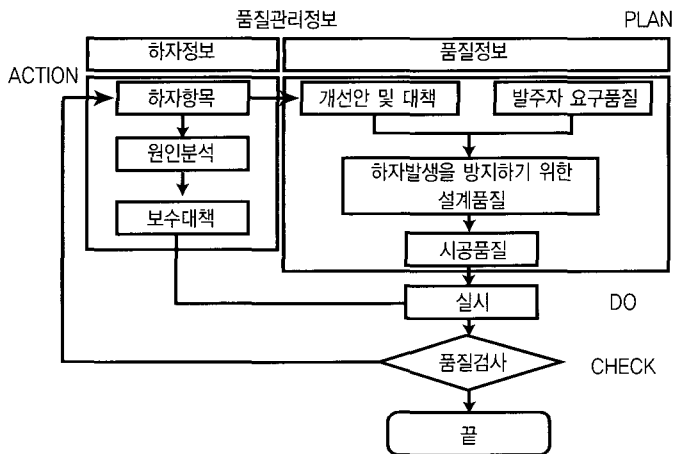 품질관리정보
PLAN
하자정보
품질정보
ACTION
하자항목
개선안 및 대책
발주자 요구품질
원인분석
하자발생을 방지하기 위한
설계품질
보수대책
시공품질
실시
DO
품질검사
CHECK
끝